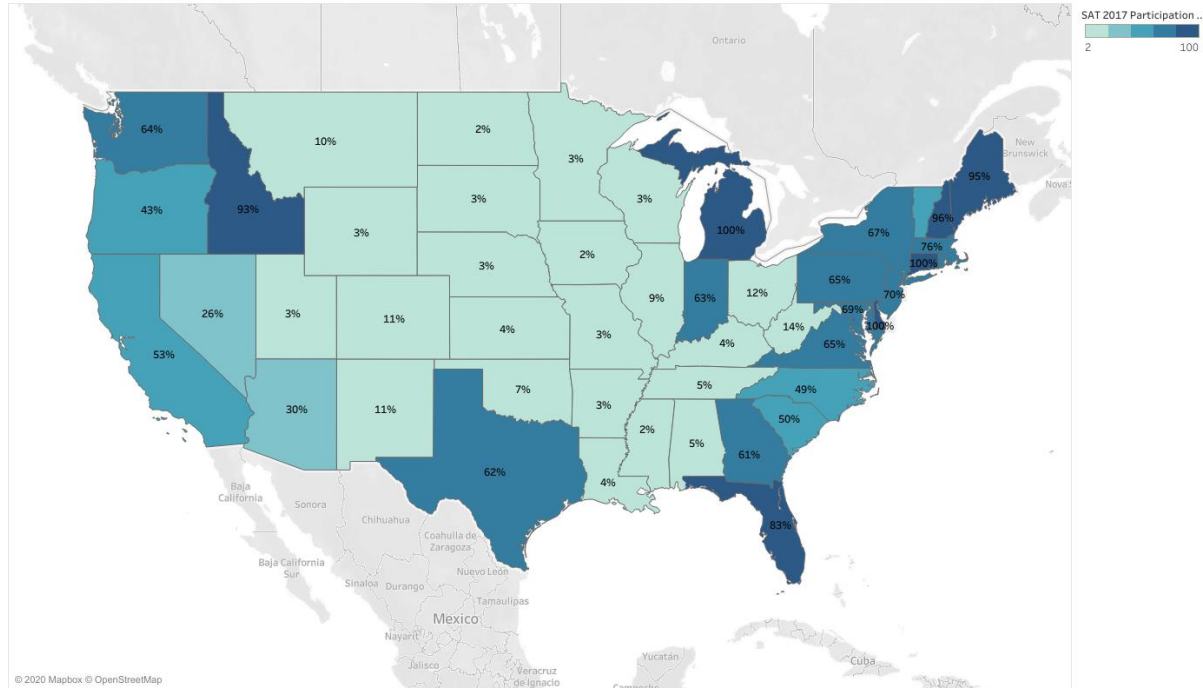 SAT 2017 Participation ..
2
100
Ontario
New
Brunswick
Nova S
64%
10%
2%
3%
95%
43%
93%
3%
3%
3%
100%
67%
96%
76%
100%
3%
2%
65%
70%
26%
3%
11%
4%
3%
9%
63%
12%
69%
100%
14%
65%
53%
4%
30%
11%
7%
3%
5%
49%
50%
62%
4%
2%
5%
61%
83%
Baja
California
Sonora
Chihuahua
Coahuila de
Zaragoza
Baja California
Sur
Sinaloa
Durango
Nuevo León
Tamaulipas
Mexico
Nayarit
Jalisco
Veracruz
de Ignacio
Yucatán
Campeche
Cuba
© 2020 Mapbox © OpenStreetMap